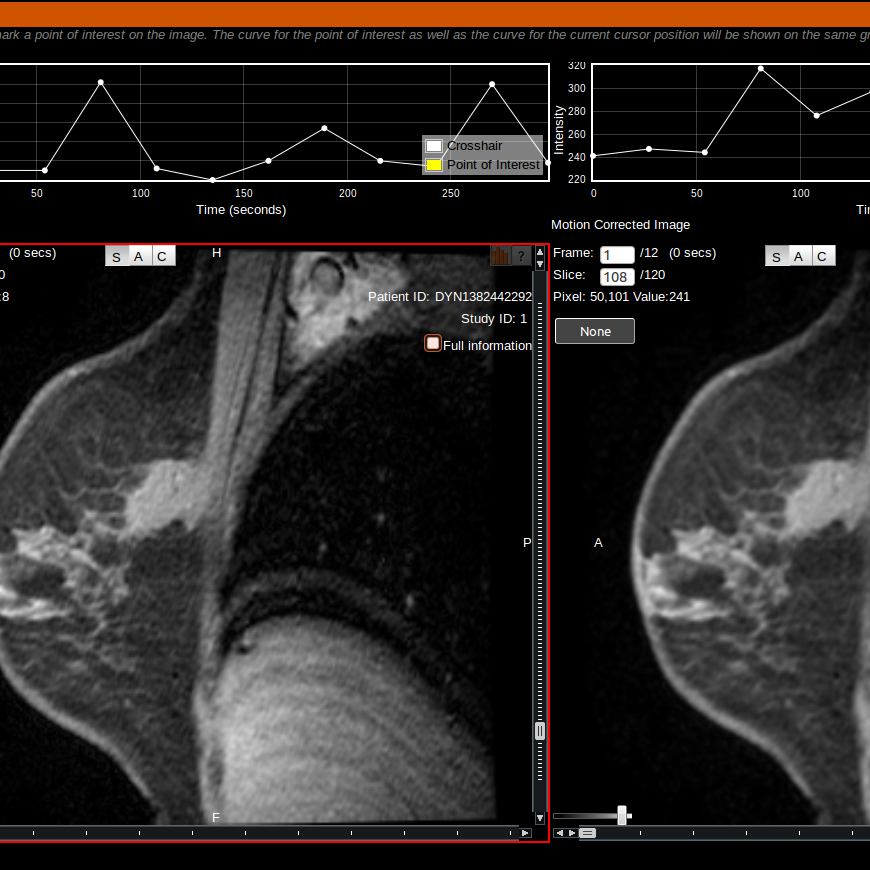 mark a point of interest on the image. The curve for the point of interest as well as the curve for the current cursor position will be shown on the same gr
Crosshair
Point of Interest
50 100 150 200 250
Time (seconds)
320
300
280
260
240
220
Intensity
0 50 100
Tim
Motion Corrected Image
(0 secs) S A C H ?
0
:8
Patient ID: DYN1382442292
Study ID: 1
Full information
P
F
Frame: 1 /12 (0 secs) S A C
Slice: 108 /120
Pixel: 50,101 Value:241
None
A